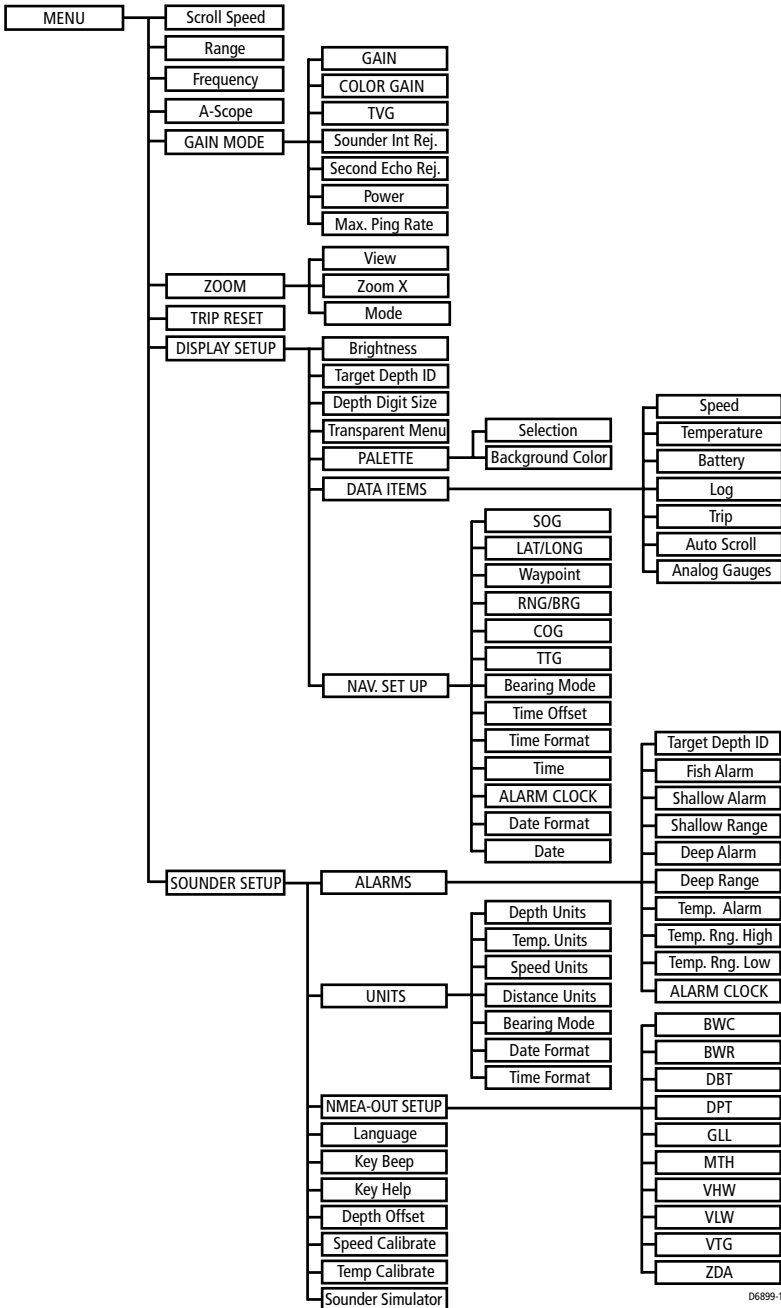 MENU
Scroll Speed
Range
Frequency
A-Scope
GAIN MODE
GAIN
COLOR GAIN
TVG
Sounder Int Rej.
Second Echo Rej.
Power
Max. Ping Rate
ZOOM
View
Zoom X
Mode
TRIP RESET
DISPLAY SETUP
Brightness
Target Depth ID
Depth Digit Size
Transparent Menu
PALETTE
Selection
Background Color
DATA ITEMS
Speed
Temperature
Battery
Log
Trip
Auto Scroll
Analog Gauges
NAV. SET UP
SOG
LAT/LONG
Waypoint
RNG/BRG
COG
TTG
Bearing Mode
Time Offset
Time Format
Time
ALARM CLOCK
Date Format
Date
SOUNDER SETUP
ALARMS
Target Depth ID
Fish Alarm
Shallow Alarm
Shallow Range
Deep Alarm
Deep Range
Temp. Alarm
Temp. Rng. High
Temp. Rng. Low
ALARM CLOCK
UNITS
Depth Units
Temp. Units
Speed Units
Distance Units
Bearing Mode
Date Format
Time Format
NMEA-OUT SETUP
BWC
BWR
DBT
DPT
GLL
MTH
VHW
VLW
VTG
ZDA
Language
Key Beep
Key Help
Depth Offset
Speed Calibrate
Temp Calibrate
Sounder Simulator
D6899-1